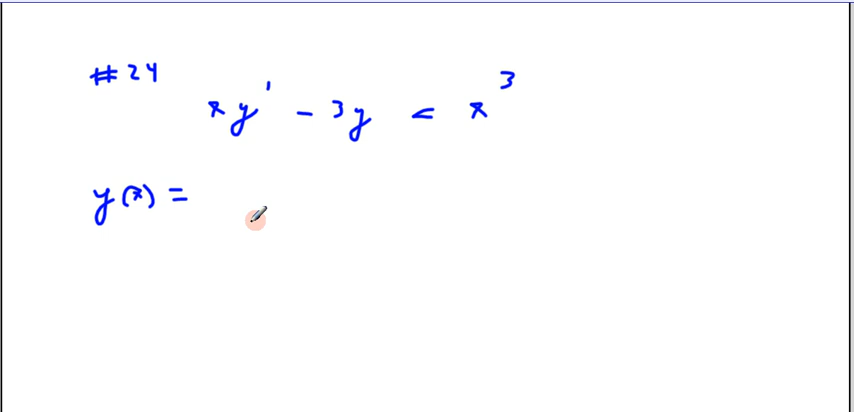 #24
xy' - 3y = x^3
y(x) =